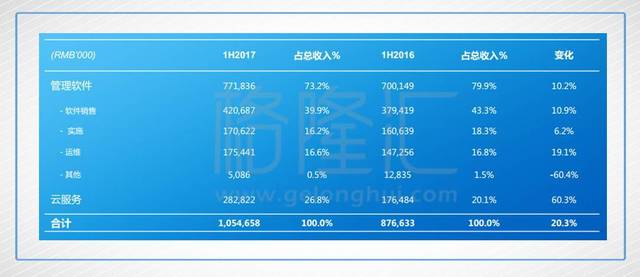 (RMB'000) 1H2017 占总收入% 1H2016 占总收入% 变化
管理软件 771,836 73.2% 700,149 79.9% 10.2%
- 软件销售 420,687 39.9% 379,419 43.3% 10.9%
- 实施 170,622 16.2% 160,639 18.3% 6.2%
- 运维 175,441 16.6% 147,256 16.8% 19.1%
- 其他 5,086 0.5% 12,835 1.5% -60.4%
云服务 282,822 26.8% 176,484 20.1% 60.3%
合计 1,054,658 100.0% 876,633 100.0% 20.3%
格隆汇
www.gelonghui.com